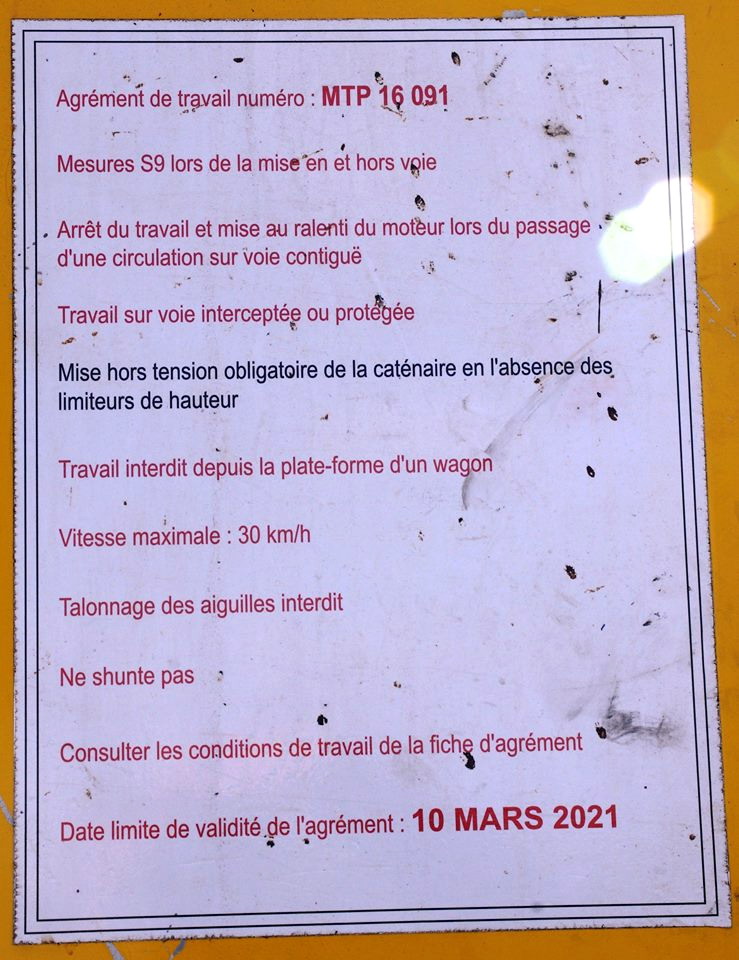 Agrément de travail numéro : MTP 16 091
Mesures S9 lors de la mise en et hors voie
Arrêt du travail et mise au ralenti du moteur lors du passage
d'une circulation sur voie contiguë
Travail sur voie interceptée ou protégée
Mise hors tension obligatoire de la caténaire en l'absence des
limiteurs de hauteur
Travail interdit depuis la plate-forme d'un wagon
Vitesse maximale : 30 km/h
Talonnage des aiguilles interdit
Ne shunte pas
Consulter les conditions de travail de la fiche d'agrément
Date limite de validité de l'agrément : 10 MARS 2021